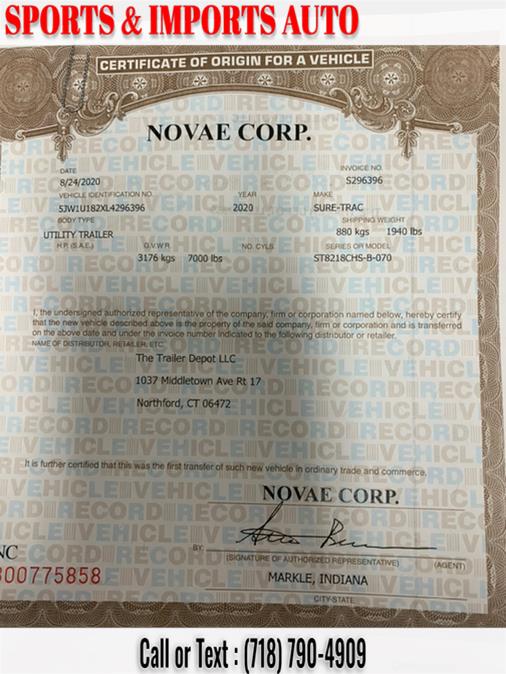 SPORTS & IMPORTS AUTO
CERTIFICATE OF ORIGIN FOR A VEHICLE
NOVAE CORP.
DATE INVOICE NO.
8/24/2020 S296396
VEHICLE IDENTIFICATION NO. YEAR MAKE
5JW1U182XL4296396 2020 SURE-TRAC
BODY TYPE SHIPPING WEIGHT
UTILITY TRAILER 880 kgs 1940 lbs
H.P. (S.A.E.) G.V.W.R. NO. CYLS. SERIES OR MODEL
3176 kgs 7000 lbs ST8218CHS-B-070
I, the undersigned authorized representative of the company, firm or corporation named below, hereby certify
that the new vehicle described above is the property of the said company, firm or corporation and is transferred
on the above date and under the invoice number indicated to the following distributor or retailer.
NAME OF DISTRIBUTOR, RETAILER, ETC.
The Trailer Depot LLC
1037 Middletown Ave Rt 17
Northford, CT 06472
It is further certified that this was the first transfer of such new vehicle in ordinary trade and commerce.
NOVAE CORP.
BY:
(SIGNATURE OF AUTHORIZED REPRESENTATIVE) (AGENT)
NC
300775858
MARKLE, INDIANA
CITY-STATE
Call or Text : (718) 790-4909